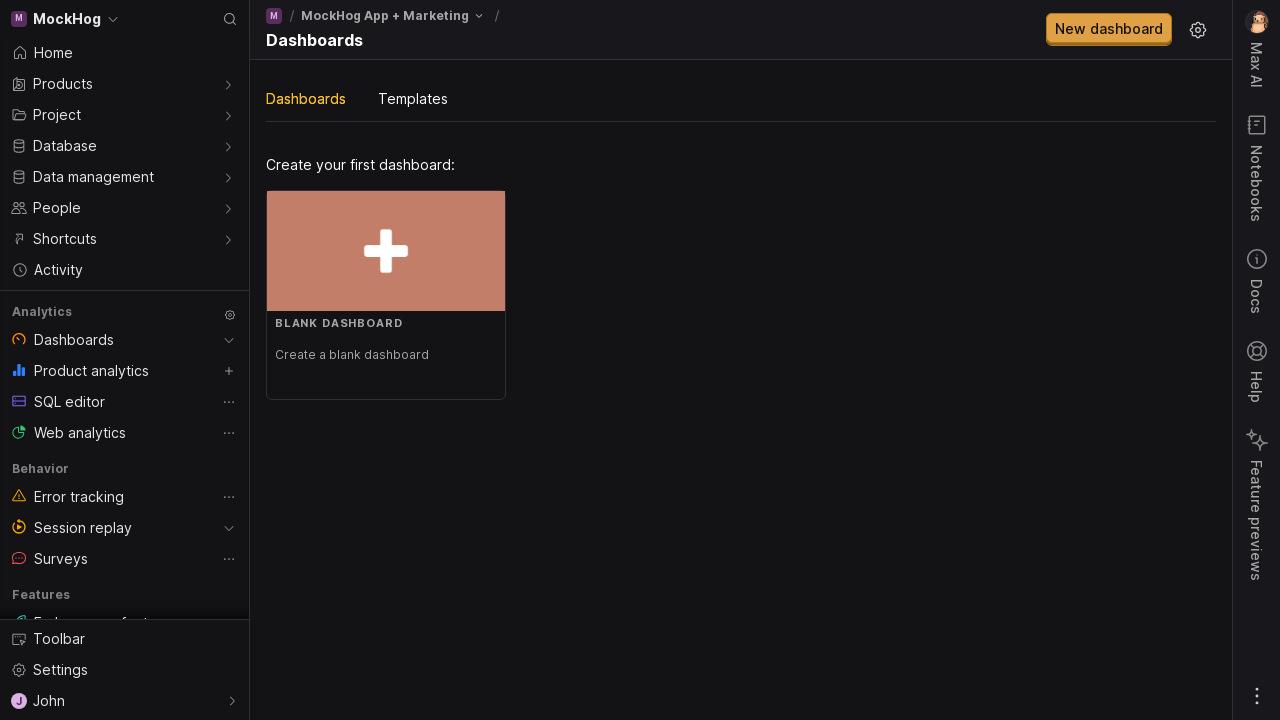 M MockHog
Home
Products
Project
Database
Data management
People
Shortcuts
Activity
Analytics
Dashboards
Product analytics
SQL editor
Web analytics
Behavior
Error tracking
Session replay
Surveys
Features
Toolbar
Settings
J John
M / MockHog App + Marketing /
Dashboards
New dashboard
Dashboards Templates
Create your first dashboard:
BLANK DASHBOARD
Create a blank dashboard
Max AI
Notebooks
Docs
Help
Feature previews